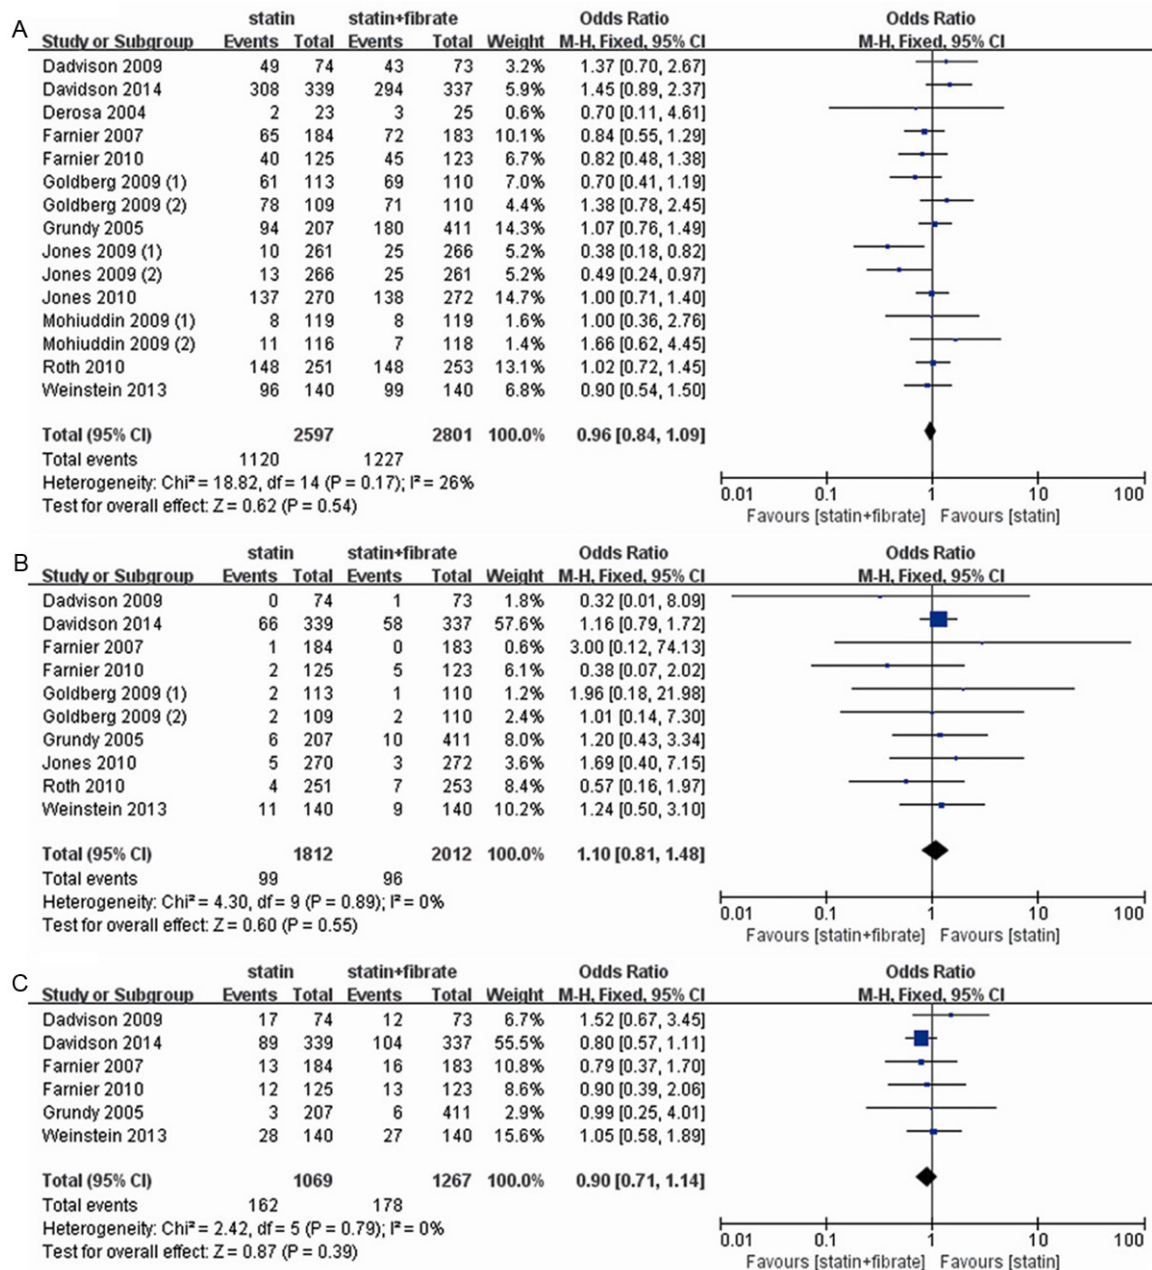 A
statin statin+fibrate Odds Ratio Odds Ratio
Study or Subgroup Events Total Events Total Weight M-H, Fixed, 95% CI M-H, Fixed, 95% CI
Dadvison 2009 49 74 43 73 3.2% 1.37 [0.70, 2.67]
Davidson 2014 308 339 294 337 5.9% 1.45 [0.89, 2.37]
Derosa 2004 2 23 3 25 0.6% 0.70 [0.11, 4.61]
Farnier 2007 65 184 72 183 10.1% 0.84 [0.55, 1.29]
Farnier 2010 40 125 45 123 6.7% 0.82 [0.48, 1.38]
Goldberg 2009 (1) 61 113 69 110 7.0% 0.70 [0.41, 1.19]
Goldberg 2009 (2) 78 109 71 110 4.4% 1.38 [0.78, 2.45]
Grundy 2005 94 207 180 411 14.3% 1.07 [0.76, 1.49]
Jones 2009 (1) 10 261 25 266 5.2% 0.38 [0.18, 0.82]
Jones 2009 (2) 13 266 25 261 5.2% 0.49 [0.24, 0.97]
Jones 2010 137 270 138 272 14.7% 1.00 [0.71, 1.40]
Mohiuddin 2009 (1) 8 119 8 119 1.6% 1.00 [0.36, 2.76]
Mohiuddin 2009 (2) 11 116 7 118 1.4% 1.66 [0.62, 4.45]
Roth 2010 148 251 148 253 13.1% 1.02 [0.72, 1.45]
Weinstein 2013 96 140 99 140 6.8% 0.90 [0.54, 1.50]
Total (95% CI) 2597 2801 100.0% 0.96 [0.84, 1.09]
Total events 1120 1227
Heterogeneity: Chi² = 18.82, df = 14 (P = 0.17); I² = 26%
Test for overall effect: Z = 0.62 (P = 0.54)
0.01 0.1 1 10 100
Favours [statin+fibrate] Favours [statin]
B
statin statin+fibrate Odds Ratio Odds Ratio
Study or Subgroup Events Total Events Total Weight M-H, Fixed, 95% CI M-H, Fixed, 95% CI
Dadvison 2009 0 74 1 73 1.8% 0.32 [0.01, 8.09]
Davidson 2014 66 339 58 337 57.6% 1.16 [0.79, 1.72]
Farnier 2007 1 184 0 183 0.6% 3.00 [0.12, 74.13]
Farnier 2010 2 125 5 123 6.1% 0.38 [0.07, 2.02]
Goldberg 2009 (1) 2 113 1 110 1.2% 1.96 [0.18, 21.98]
Goldberg 2009 (2) 2 109 2 110 2.4% 1.01 [0.14, 7.30]
Grundy 2005 6 207 10 411 8.0% 1.20 [0.43, 3.34]
Jones 2010 5 270 3 272 3.6% 1.69 [0.40, 7.15]
Roth 2010 4 251 7 253 8.4% 0.57 [0.16, 1.97]
Weinstein 2013 11 140 9 140 10.2% 1.24 [0.50, 3.10]
Total (95% CI) 1812 2012 100.0% 1.10 [0.81, 1.48]
Total events 99 96
Heterogeneity: Chi² = 4.30, df = 9 (P = 0.89); I² = 0%
Test for overall effect: Z = 0.60 (P = 0.55)
0.01 0.1 1 10 100
Favours [statin+fibrate] Favours [statin]
C
statin statin+fibrate Odds Ratio Odds Ratio
Study or Subgroup Events Total Events Total Weight M-H, Fixed, 95% CI M-H, Fixed, 95% CI
Dadvison 2009 17 74 12 73 6.7% 1.52 [0.67, 3.45]
Davidson 2014 89 339 104 337 55.5% 0.80 [0.57, 1.11]
Farnier 2007 13 184 16 183 10.8% 0.79 [0.37, 1.70]
Farnier 2010 12 125 13 123 8.6% 0.90 [0.39, 2.06]
Grundy 2005 3 207 6 411 2.9% 0.99 [0.25, 4.01]
Weinstein 2013 28 140 27 140 15.6% 1.05 [0.58, 1.89]
Total (95% CI) 1069 1267 100.0% 0.90 [0.71, 1.14]
Total events 162 178
Heterogeneity: Chi² = 2.42, df = 5 (P = 0.79); I² = 0%
Test for overall effect: Z = 0.87 (P = 0.39)
0.01 0.1 1 10 100
Favours [statin+fibrate] Favours [statin]